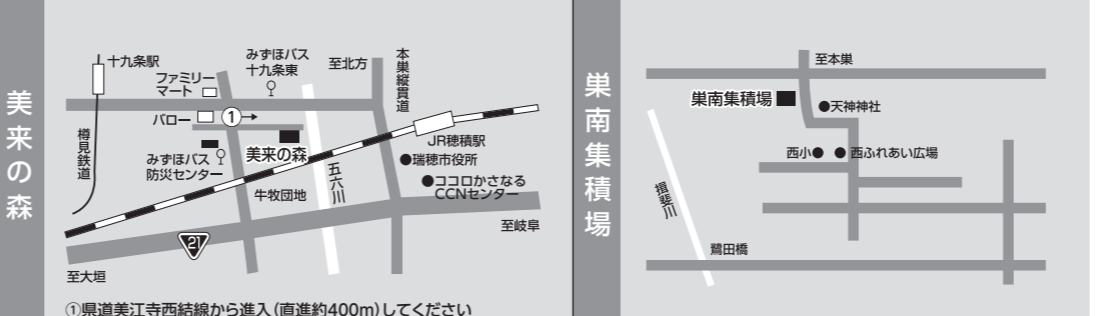 美来の森
十九条駅
ファミリー
マート
みずほバス
十九条東
至北方
本巣縦貫道
バロー
①
樽見鉄道
みずほバス
防災センター
美来の森
JR穂積駅
瑞穂市役所
ココロかさなる
CCNセンター
牛牧団地
五六川
21
至岐阜
至大垣
①県道美江寺西結線から進入(直進約400m)してください
巣南集積場
至本巣
巣南集積場
天神神社
西小
西ふれあい広場
揖斐川
鷺田橋